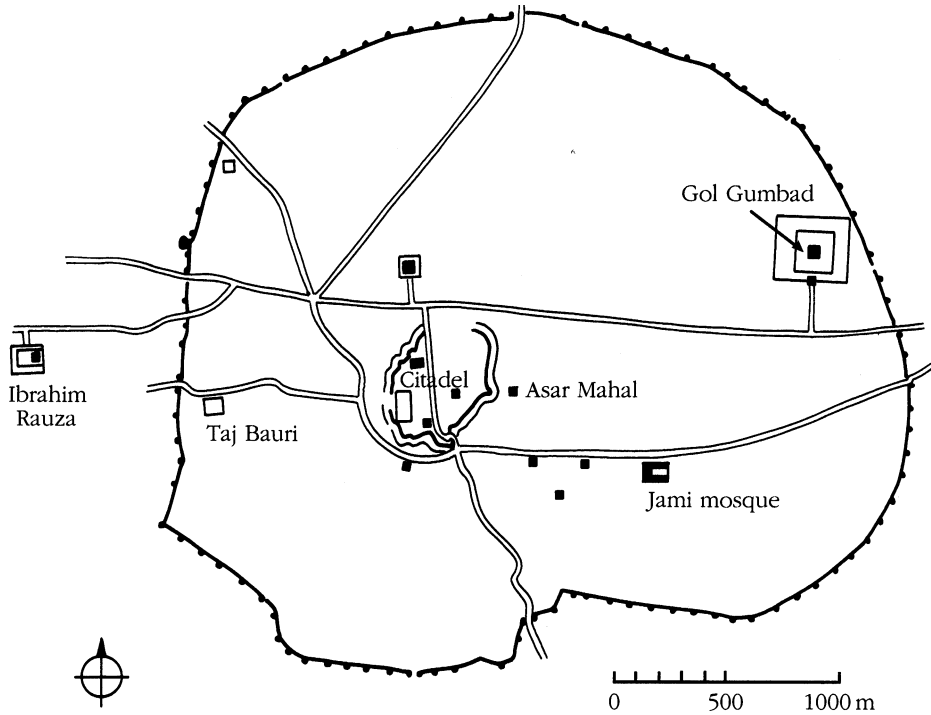 Gol Gumbad
Citadel
Asar Mahal
Ibrahim
Rauza
Taj Bauri
Jami mosque
0 500 1000 m